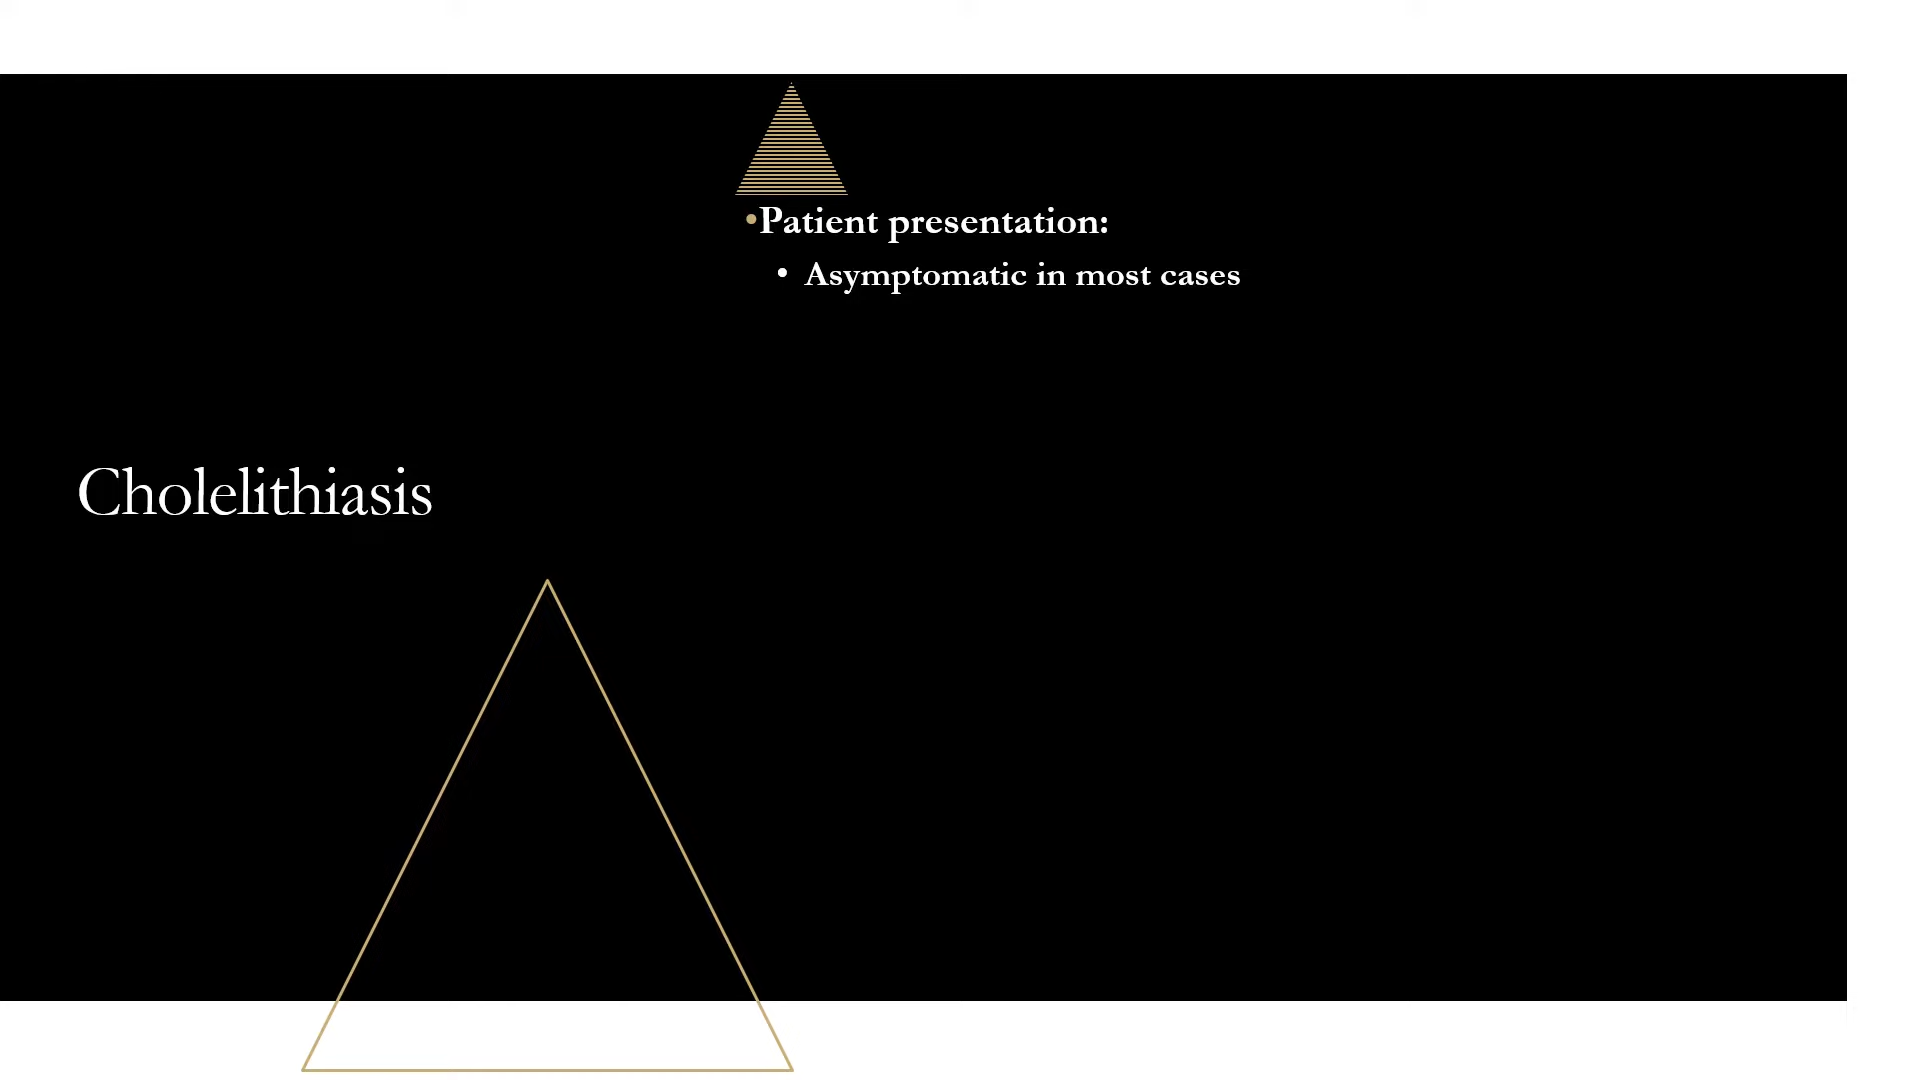 Cholelithiasis
•Patient presentation:
• Asymptomatic in most cases